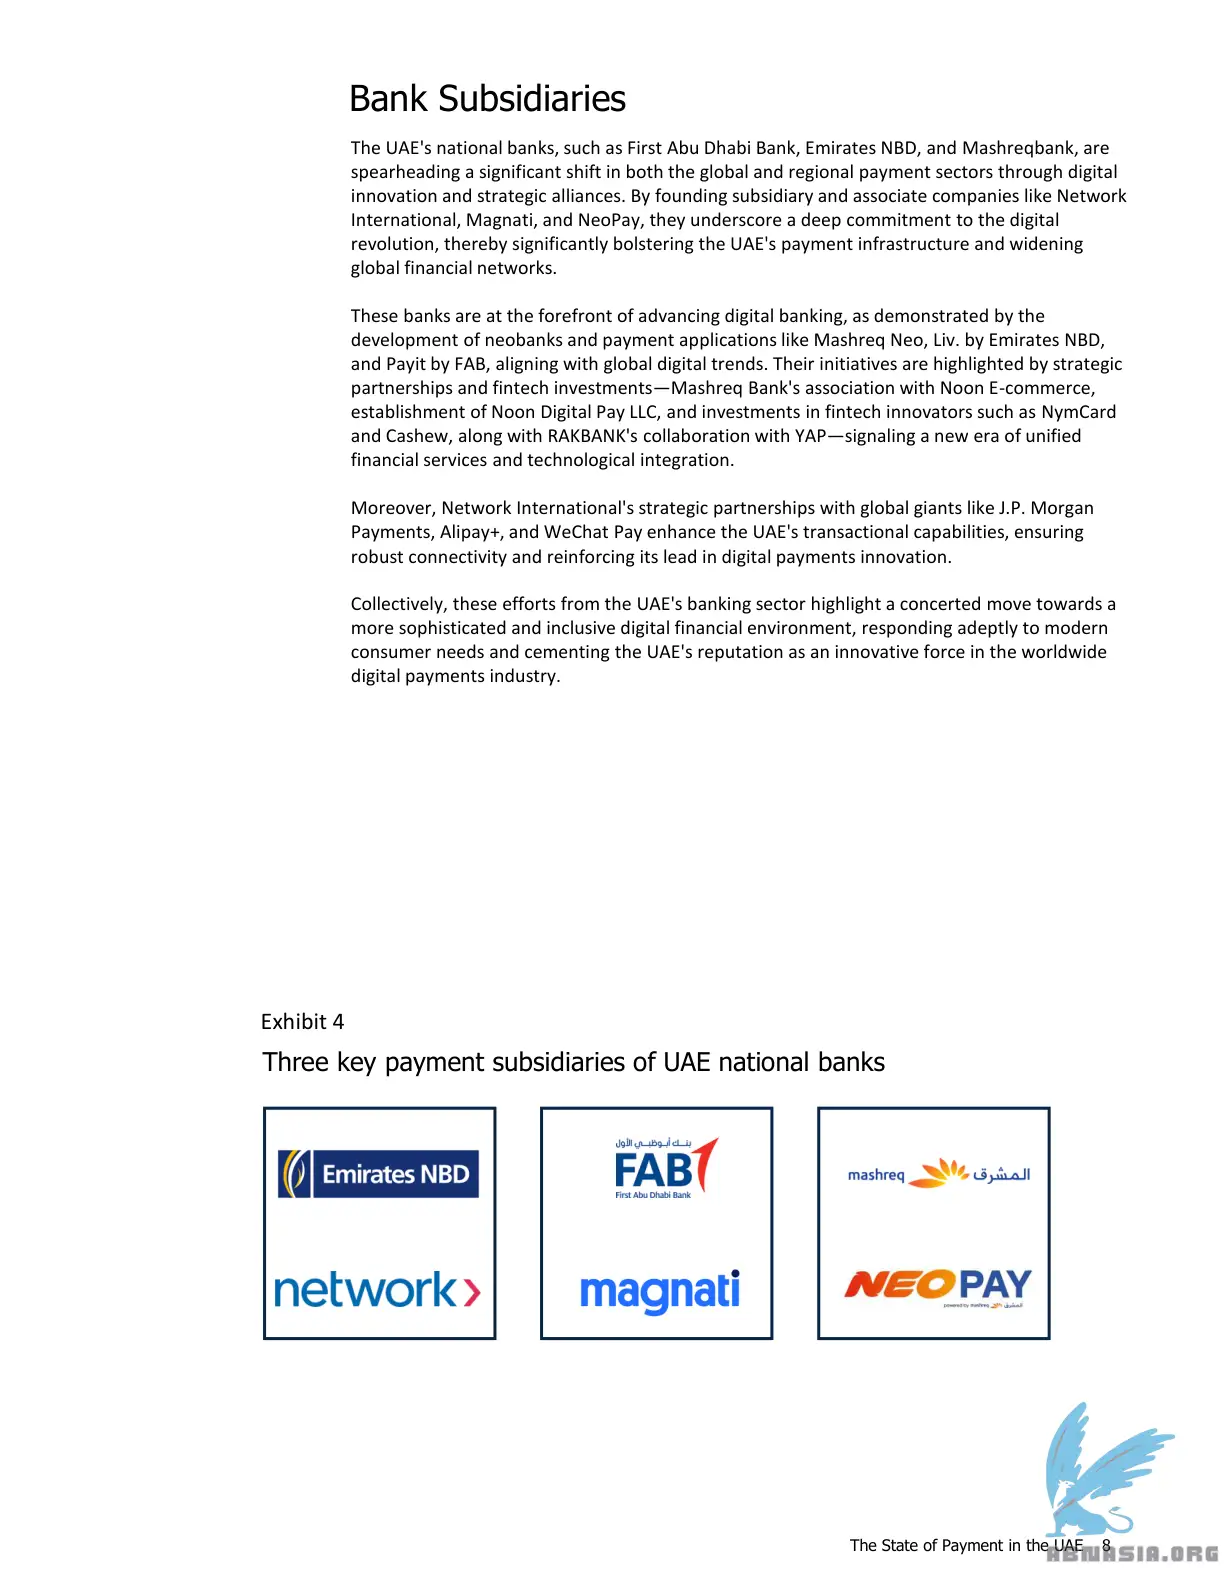 Bank Subsidiaries
The UAE's national banks, such as First Abu Dhabi Bank, Emirates NBD, and Mashreqbank, are
spearheading a significant shift in both the global and regional payment sectors through digital
innovation and strategic alliances. By founding subsidiary and associate companies like Network
International, Magnati, and NeoPay, they underscore a deep commitment to the digital
revolution, thereby significantly bolstering the UAE's payment infrastructure and widening
global financial networks.
These banks are at the forefront of advancing digital banking, as demonstrated by the
development of neobanks and payment applications like Mashreq Neo, Liv. by Emirates NBD,
and Payit by FAB, aligning with global digital trends. Their initiatives are highlighted by strategic
partnerships and fintech investments—Mashreq Bank's association with Noon E-commerce,
establishment of Noon Digital Pay LLC, and investments in fintech innovators such as NymCard
and Cashew, along with RAKBANK's collaboration with YAP—signaling a new era of unified
financial services and technological integration.
Moreover, Network International's strategic partnerships with global giants like J.P. Morgan
Payments, Alipay+, and WeChat Pay enhance the UAE's transactional capabilities, ensuring
robust connectivity and reinforcing its lead in digital payments innovation.
Collectively, these efforts from the UAE's banking sector highlight a concerted move towards a
more sophisticated and inclusive digital financial environment, responding adeptly to modern
consumer needs and cementing the UAE's reputation as an innovative force in the worldwide
digital payments industry.
Exhibit 4
Three key payment subsidiaries of UAE national banks
Emirates NBD
network
بنك أبوظبي الأول
FAB
First Abu Dhabi Bank
magnati
mashreq المشرق
NEOPAY
powered by mashreq المشرق
The State of Payment in the UAE 8
ABNASIA.ORG